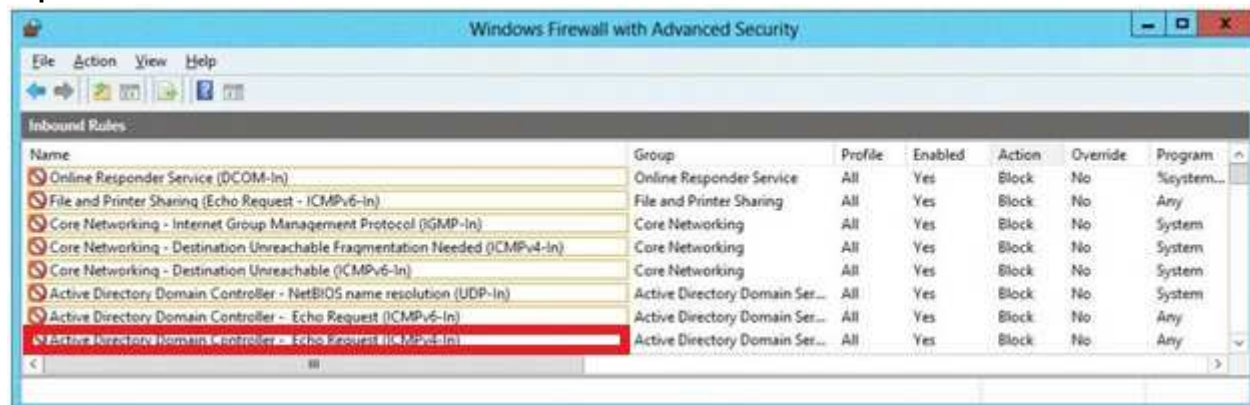 Windows Firewall with Advanced Security
File Action View Help
Inbound Rules
Name Group Profile Enabled Action Override Program
Online Responder Service (DCOM-In) Online Responder Service All Yes Block No %system...
File and Printer Sharing (Echo Request - ICMPv6-In) File and Printer Sharing All Yes Block No Any
Core Networking - Internet Group Management Protocol (IGMP-In) Core Networking All Yes Block No System
Core Networking - Destination Unreachable Fragmentation Needed (ICMPv4-In) Core Networking All Yes Block No System
Core Networking - Destination Unreachable (ICMPv6-In) Core Networking All Yes Block No System
Active Directory Domain Controller - NetBIOS name resolution (UDP-In) Active Directory Domain Ser... All Yes Block No System
Active Directory Domain Controller - Echo Request (ICMPv6-In) Active Directory Domain Ser... All Yes Block No Any
Active Directory Domain Controller - Echo Request (ICMPv4-In) Active Directory Domain Ser... All Yes Block No Any